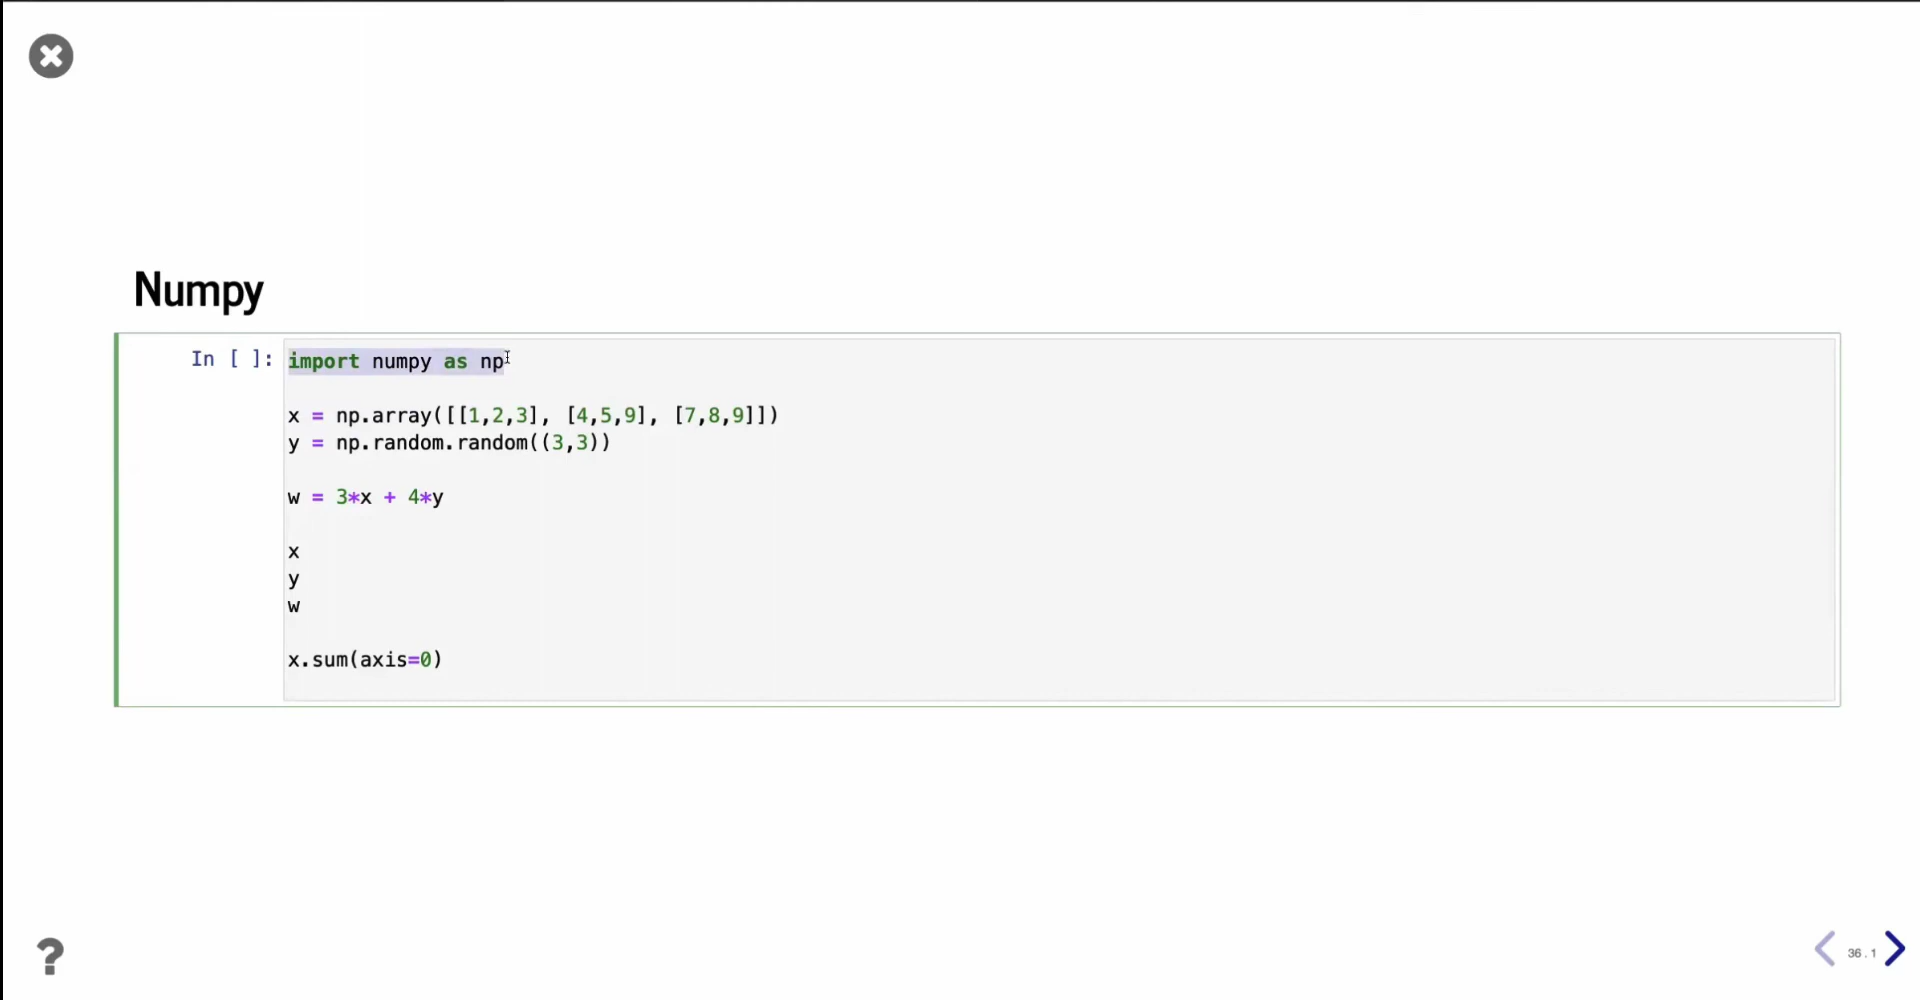 Numpy
In [ ]: import numpy as np
x = np.array([[1,2,3], [4,5,9], [7,8,9]])
y = np.random.random((3,3))
w = 3*x + 4*y
x
y
w
x.sum(axis=0)
?
36.1